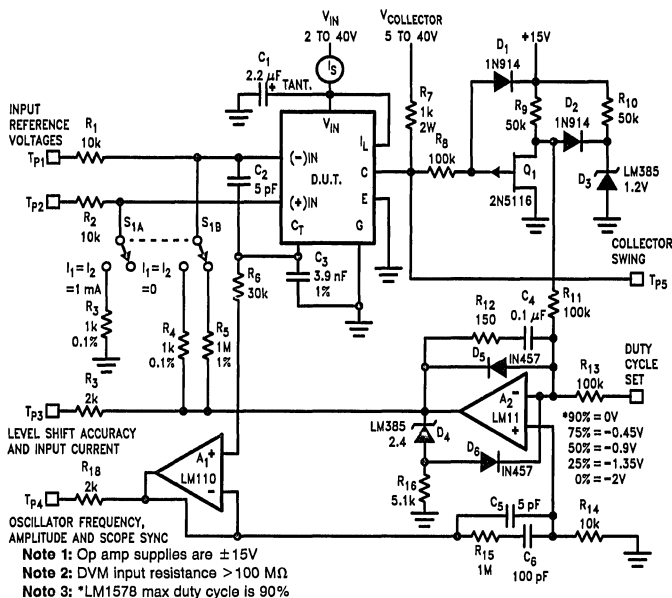 V_IN
2 TO 40V
V_COLLECTOR
5 TO 40V
+15V
I_S
C1
2.2 µF
+ TANT.
D1
1N914
R9
50k
D2
1N914
R10
50k
R7
1k
2W
R8
100k
INPUT
REFERENCE
VOLTAGES
R1
10k
T_P1
T_P2
R2
10k
C2
5 pF
V_IN
(−)IN
(+)IN
D.U.T.
I_L
C
E
C_T
G
Q1
2N5116
D3
LM385
1.2V
S1A
S1B
I1 = I2
= 1 mA
I1 = I2
= 0
C3
3.9 nF
1%
R6
30k
COLLECTOR
SWING
T_P5
R3
1k
0.1%
R4
1k
0.1%
R5
1M
1%
R12
150
C4
0.1 µF
R11
100k
D5
IN457
R13
100k
DUTY
CYCLE
SET
R3
2k
T_P3
A2
LM11
−
+
*90% = 0V
75% = −0.45V
50% = −0.9V
25% = −1.35V
0% = −2V
LEVEL SHIFT ACCURACY
AND INPUT CURRENT
LM385
2.4
D4
D6
IN457
R16
5.1k
R18
2k
T_P4
A1
+
LM110
−
C5
5 pF
R14
10k
R15
1M
C6
100 pF
OSCILLATOR FREQUENCY,
AMPLITUDE AND SCOPE SYNC
Note 1: Op amp supplies are ±15V
Note 2: DVM input resistance >100 MΩ
Note 3: *LM1578 max duty cycle is 90%